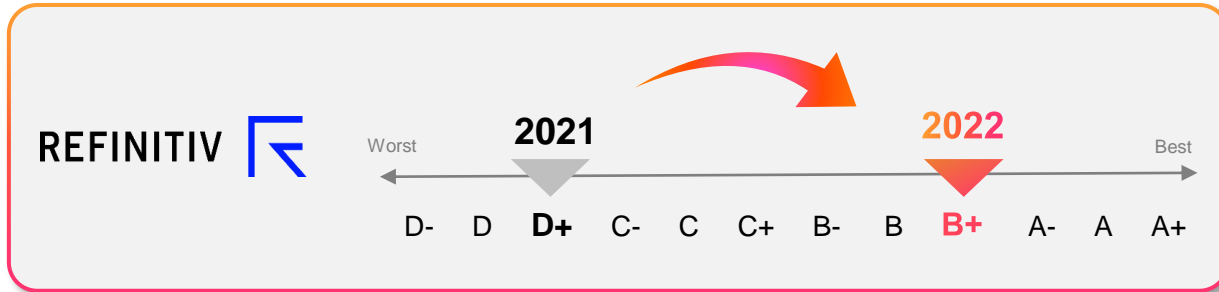 REFINITIV
Worst
2021
2022
Best
D- D D+ C- C C+ B- B B+ A- A A+